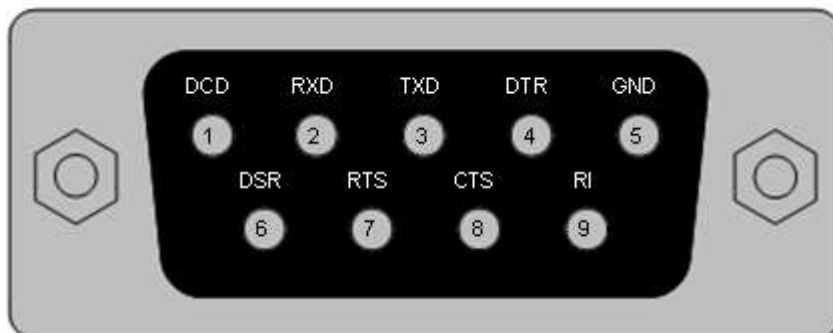 DCD RXD TXD DTR GND
1 2 3 4 5
DSR RTS CTS RI
6 7 8 9